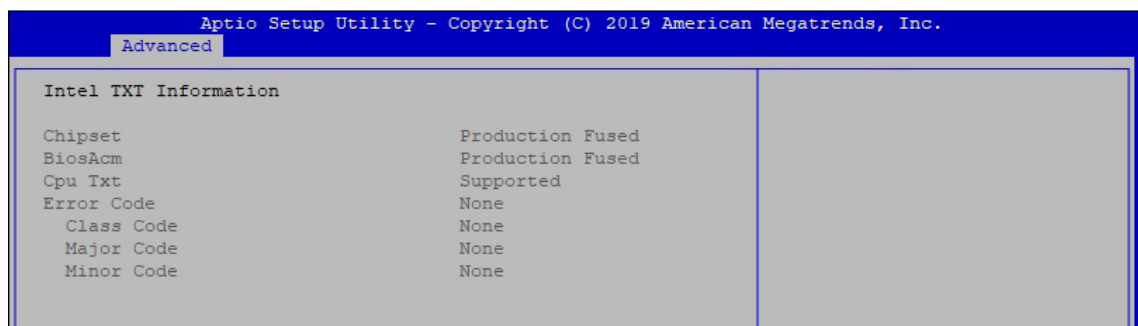 Aptio Setup Utility - Copyright (C) 2019 American Megatrends, Inc.
Advanced
Intel TXT Information
Chipset Production Fused
BiosAcm Production Fused
Cpu Txt Supported
Error Code None
Class Code None
Major Code None
Minor Code None